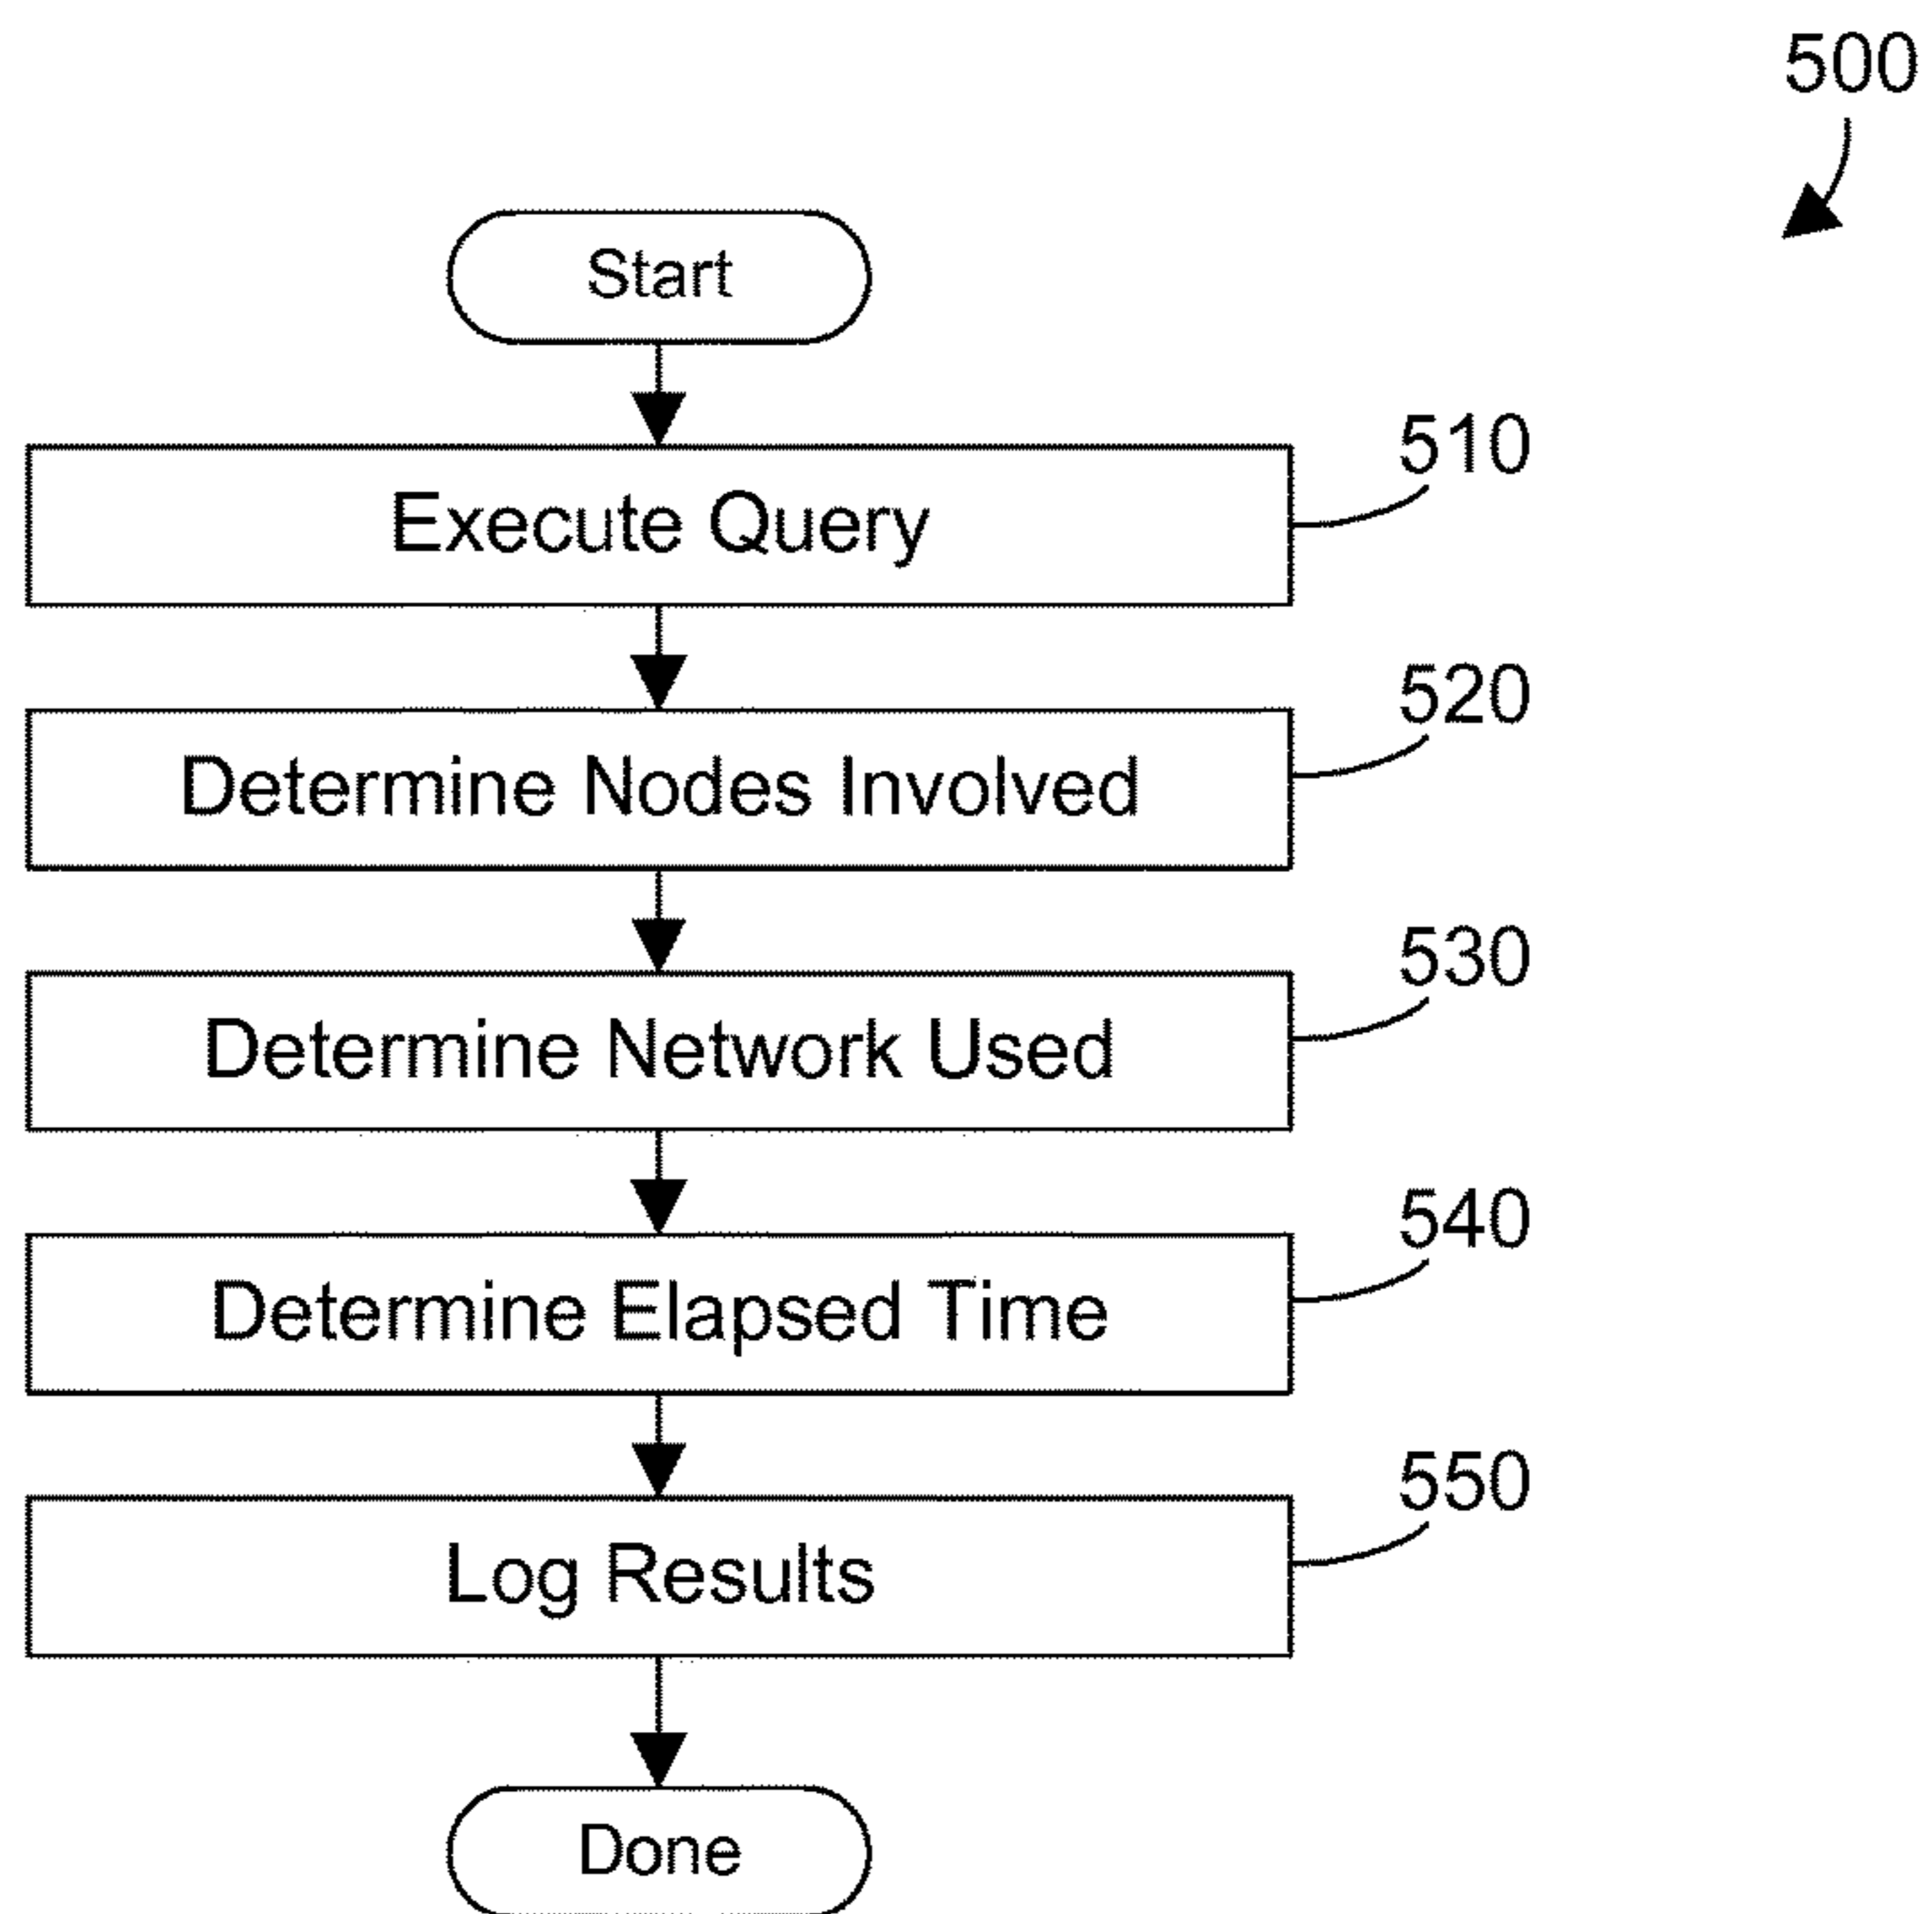 500
Start
510
Execute Query
520
Determine Nodes Involved
530
Determine Network Used
540
Determine Elapsed Time
550
Log Results
Done